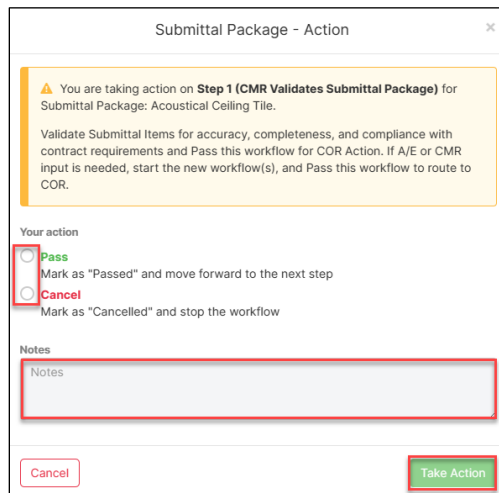 Submittal Package - Action
×
You are taking action on Step 1 (CMR Validates Submittal Package) for
Submittal Package: Acoustical Ceiling Tile.
Validate Submittal Items for accuracy, completeness, and compliance with
contract requirements and Pass this workflow for COR Action. If A/E or CMR
input is needed, start the new workflow(s), and Pass this workflow to route to
COR.
Your action
Pass
Mark as "Passed" and move forward to the next step
Cancel
Mark as "Cancelled" and stop the workflow
Notes
Notes
Cancel
Take Action